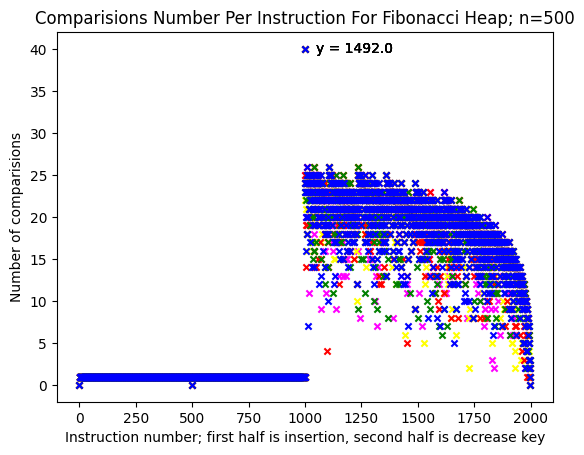 Comparisions Number Per Instruction For Fibonacci Heap; n=500
40
y = 1492.0
35
30
25
20
15
10
5
0
Number of comparisions
0 250 500 750 1000 1250 1500 1750 2000
Instruction number; first half is insertion, second half is decrease key